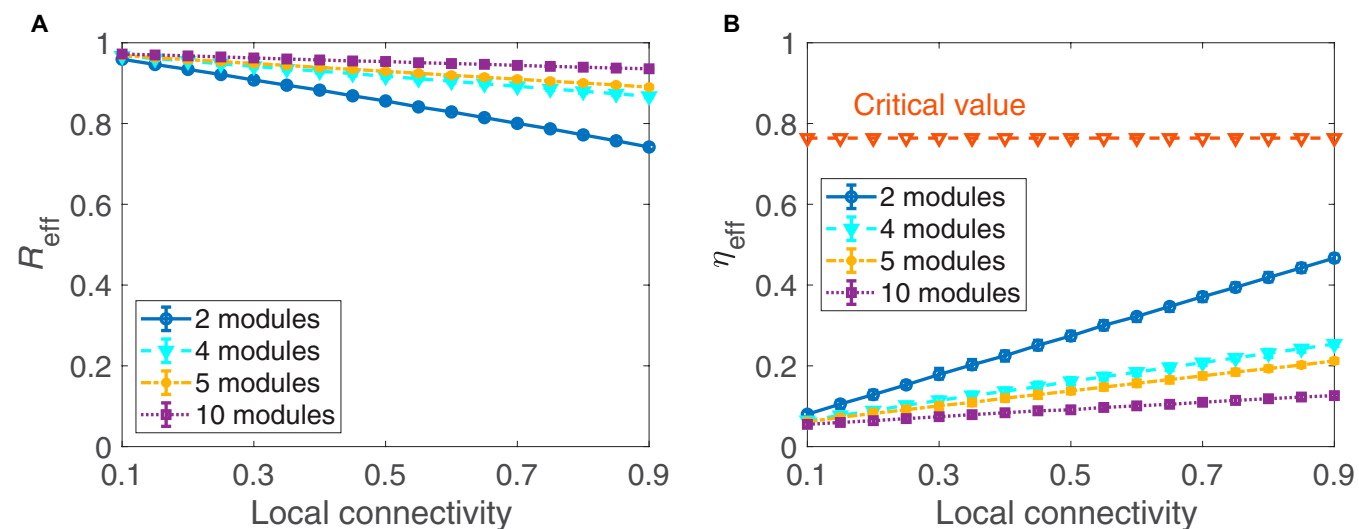 A
1
0.8
0.6
0.4
0.2
0
R_eff
2 modules
4 modules
5 modules
10 modules
0.1 0.3 0.5 0.7 0.9
Local connectivity
B
1
0.8
0.6
0.4
0.2
0
η_eff
Critical value
2 modules
4 modules
5 modules
10 modules
0.1 0.3 0.5 0.7 0.9
Local connectivity